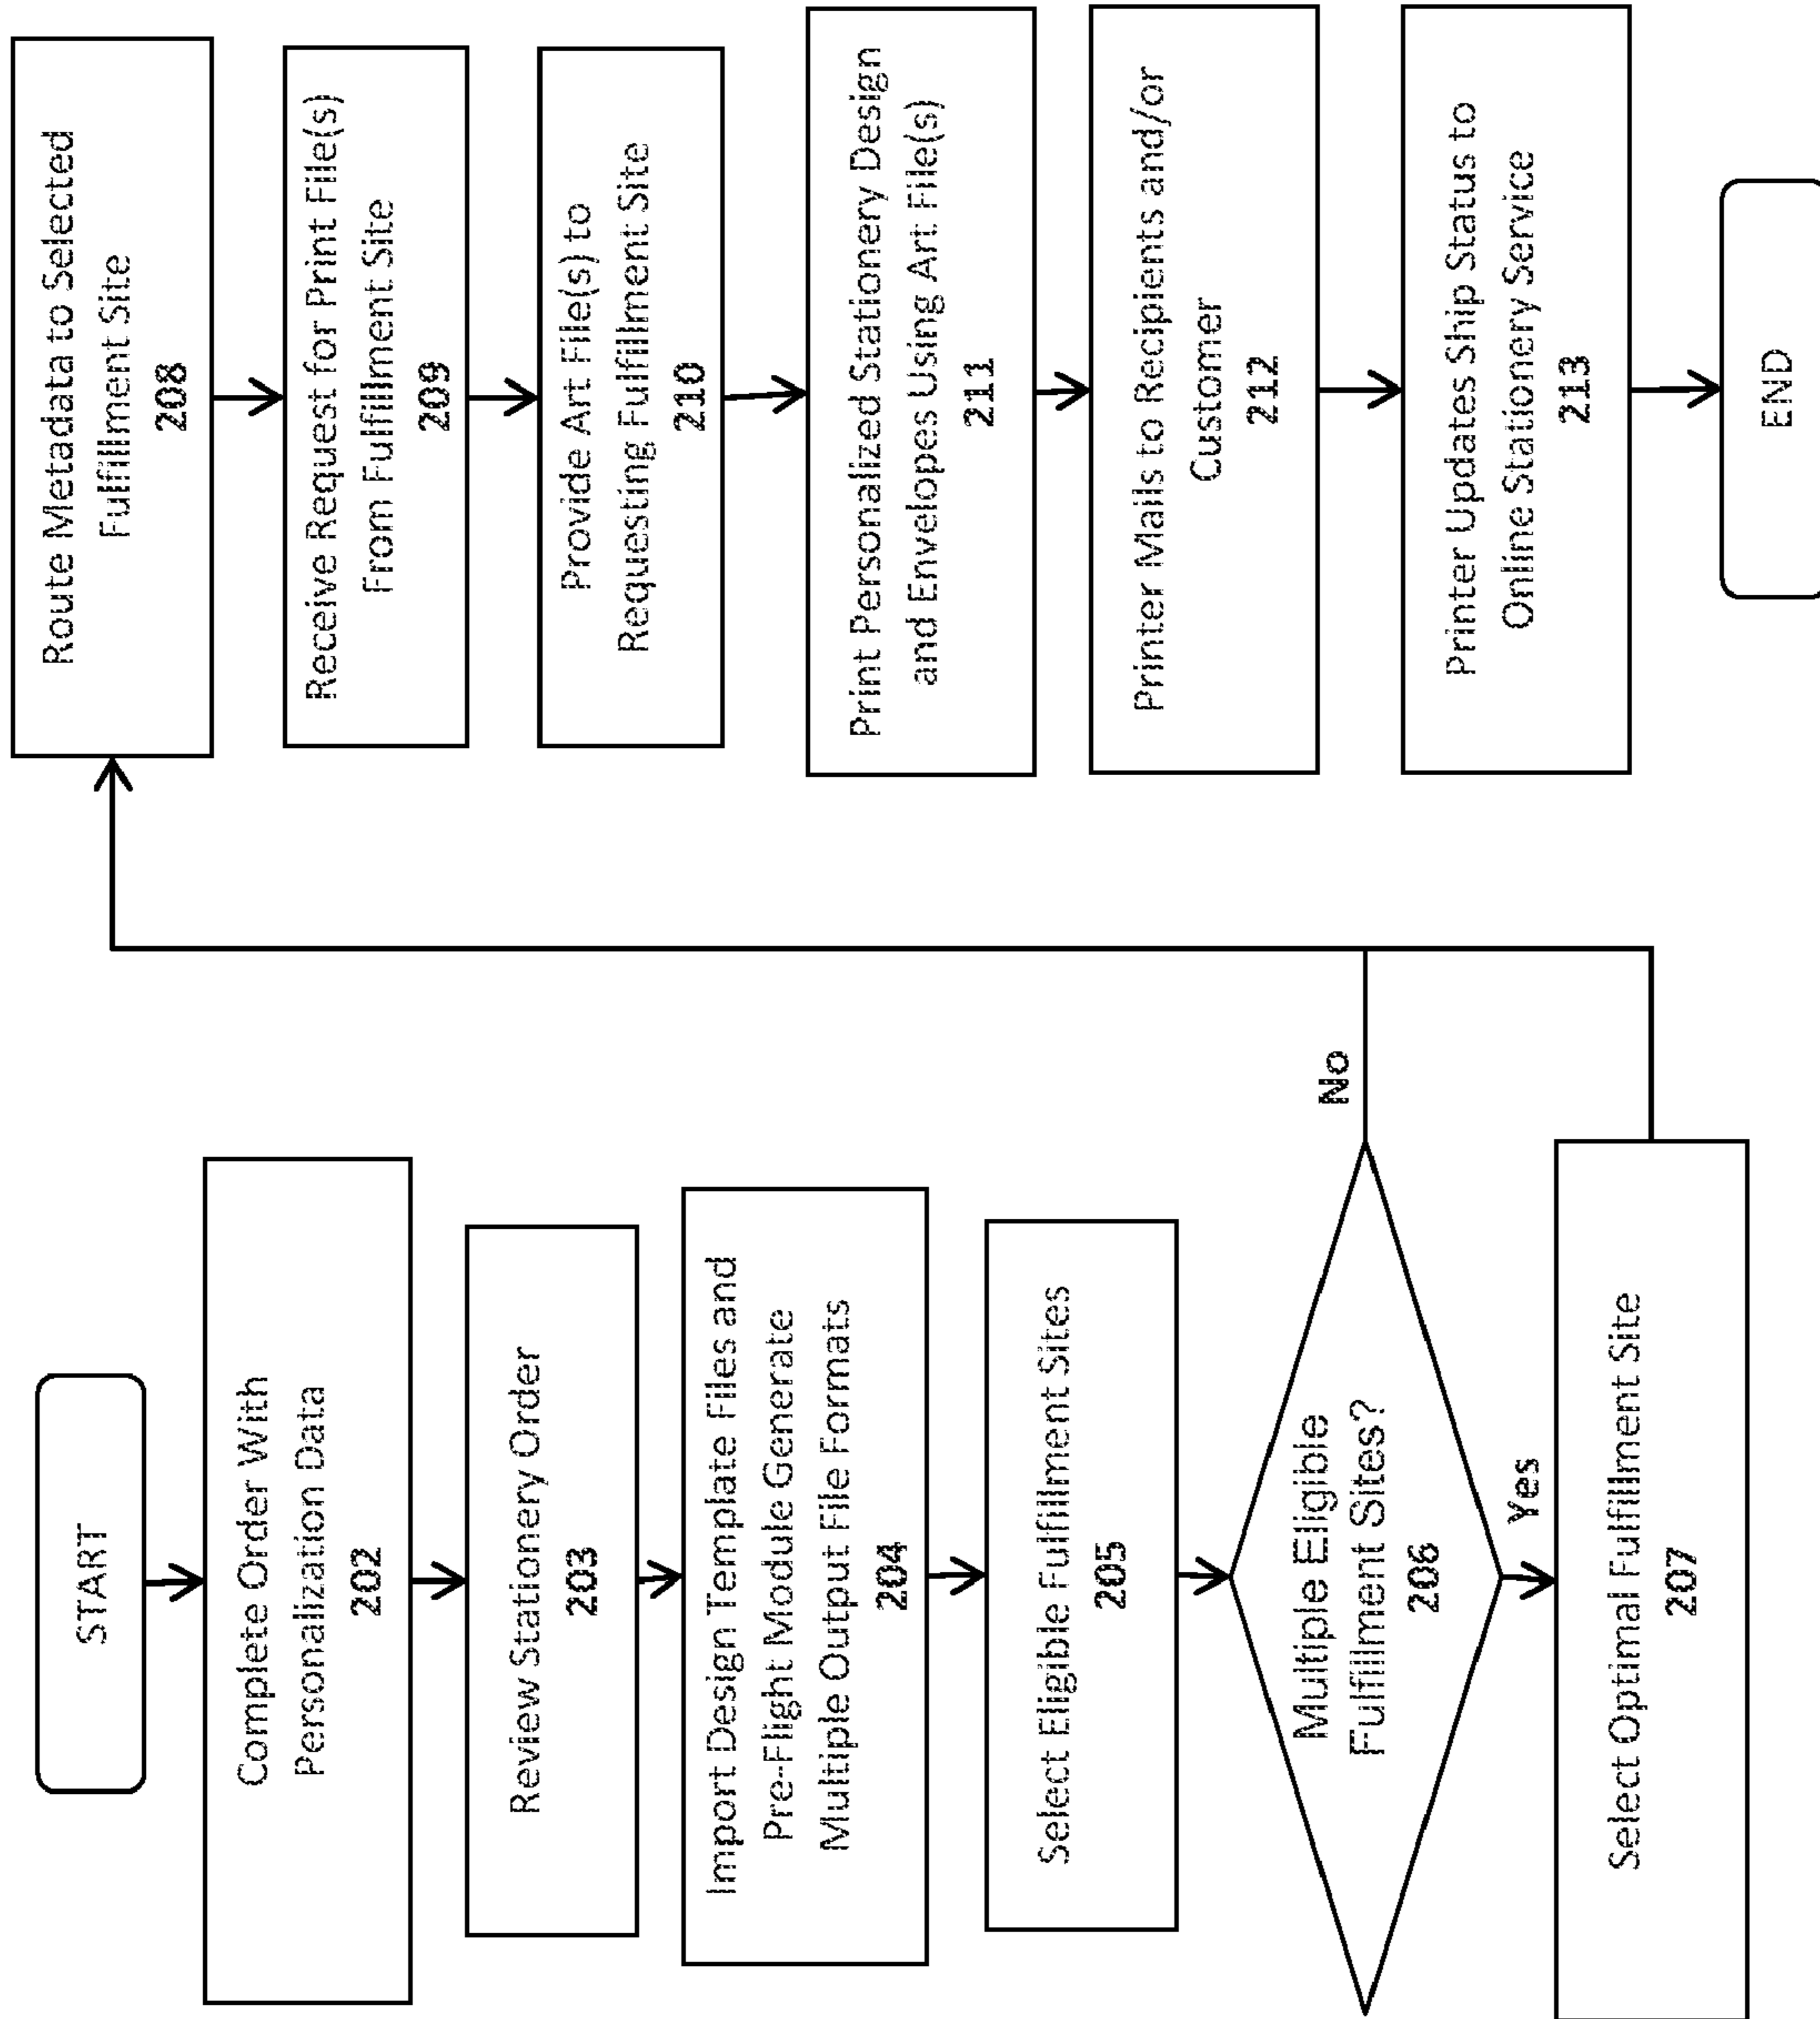 START
Complete Order With
Personalization Data
202
Review Stationery Order
203
Import Design Template Files and
Pre-Flight Module Generate
Multiple Output File Formats
204
Select Eligible Fulfillment Sites
205
Multiple Eligible
Fulfillment Sites?
206
No
Yes
Select Optimal Fulfillment Site
207
Route Metadata to Selected
Fulfillment Site
208
Receive Request for Print File(s)
From Fulfillment Site
209
Provide Art File(s) to
Requesting Fulfillment Site
210
Print Personalized Stationery Design
and Envelopes Using Art File(s)
211
Printer Mails to Recipients and/or
Customer
212
Printer Updates Ship Status to
Online Stationery Service
213
END